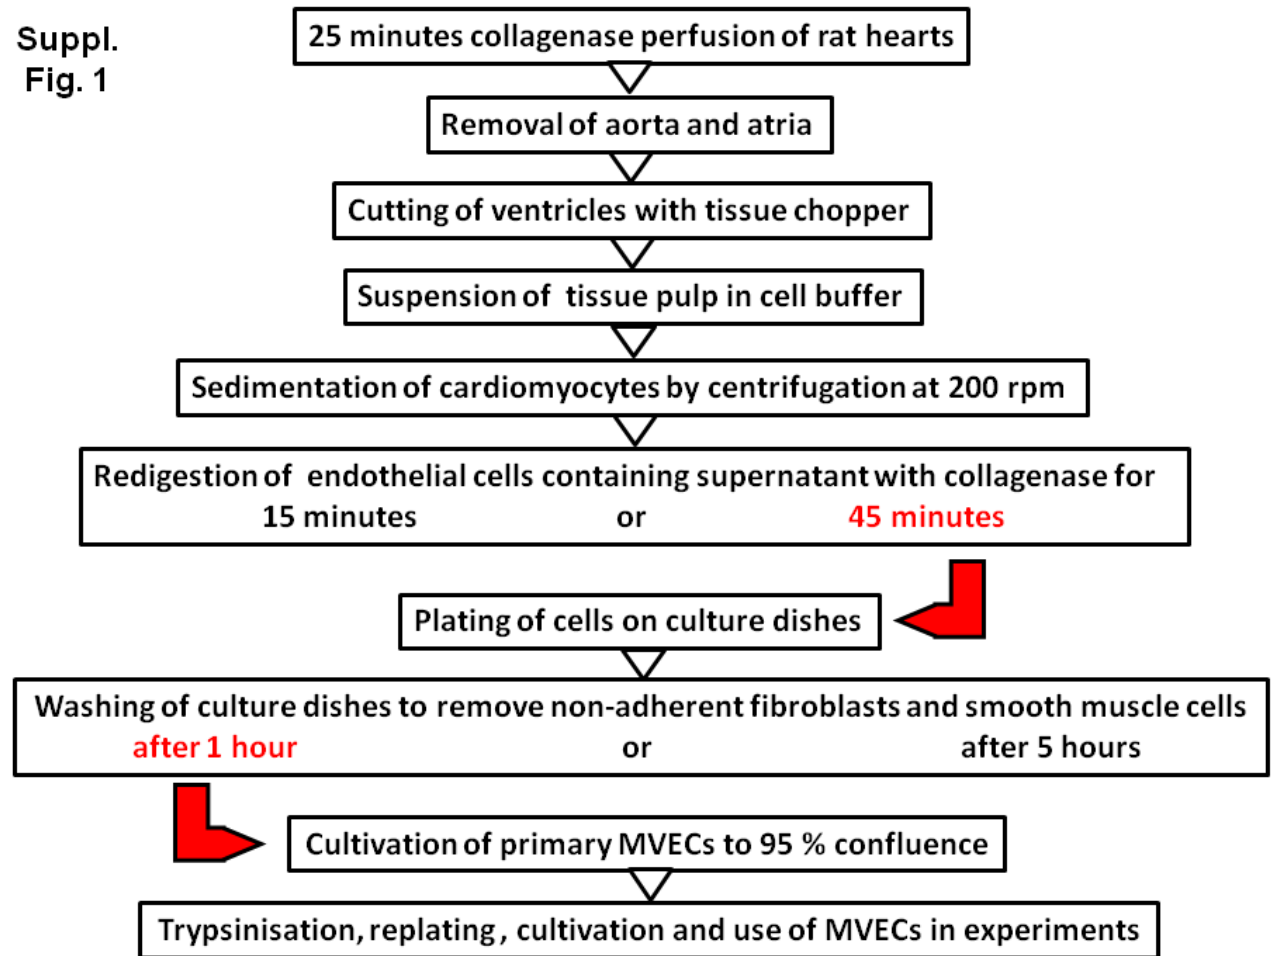 Suppl.
Fig. 1
25 minutes collagenase perfusion of rat hearts
Removal of aorta and atria
Cutting of ventricles with tissue chopper
Suspension of tissue pulp in cell buffer
Sedimentation of cardiomyocytes by centrifugation at 200 rpm
Redigestion of endothelial cells containing supernatant with collagenase for
15 minutes or 45 minutes
Plating of cells on culture dishes
Washing of culture dishes to remove non-adherent fibroblasts and smooth muscle cells
after 1 hour or after 5 hours
Cultivation of primary MVECs to 95 % confluence
Trypsinisation, replating, cultivation and use of MVECs in experiments